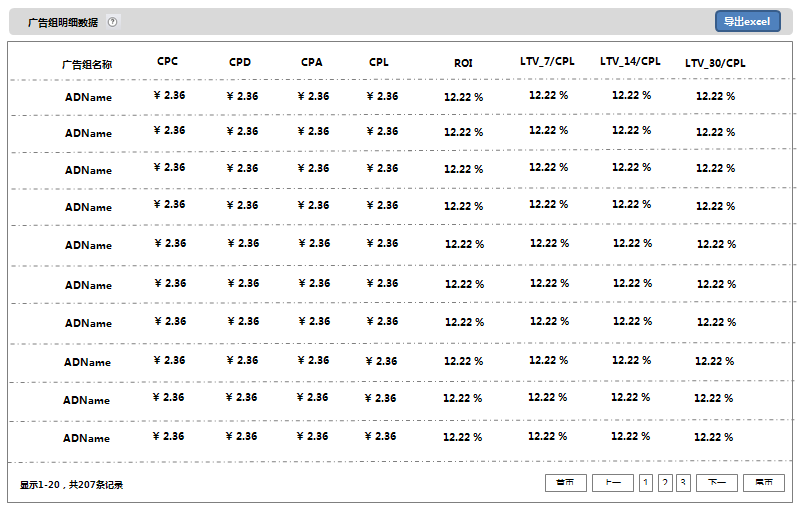 广告组明细数据 ?
导出excel
广告组名称 CPC CPD CPA CPL ROI LTV_7/CPL LTV_14/CPL LTV_30/CPL
ADName ¥ 2.36 ¥ 2.36 ¥ 2.36 ¥ 2.36 12.22 % 12.22 % 12.22 % 12.22 %
ADName ¥ 2.36 ¥ 2.36 ¥ 2.36 ¥ 2.36 12.22 % 12.22 % 12.22 % 12.22 %
ADName ¥ 2.36 ¥ 2.36 ¥ 2.36 ¥ 2.36 12.22 % 12.22 % 12.22 % 12.22 %
ADName ¥ 2.36 ¥ 2.36 ¥ 2.36 ¥ 2.36 12.22 % 12.22 % 12.22 % 12.22 %
ADName ¥ 2.36 ¥ 2.36 ¥ 2.36 ¥ 2.36 12.22 % 12.22 % 12.22 % 12.22 %
ADName ¥ 2.36 ¥ 2.36 ¥ 2.36 ¥ 2.36 12.22 % 12.22 % 12.22 % 12.22 %
ADName ¥ 2.36 ¥ 2.36 ¥ 2.36 ¥ 2.36 12.22 % 12.22 % 12.22 % 12.22 %
ADName ¥ 2.36 ¥ 2.36 ¥ 2.36 ¥ 2.36 12.22 % 12.22 % 12.22 % 12.22 %
ADName ¥ 2.36 ¥ 2.36 ¥ 2.36 ¥ 2.36 12.22 % 12.22 % 12.22 % 12.22 %
ADName ¥ 2.36 ¥ 2.36 ¥ 2.36 ¥ 2.36 12.22 % 12.22 % 12.22 % 12.22 %
显示1-20，共207条记录
首页 上一 1 2 3 下一 尾页